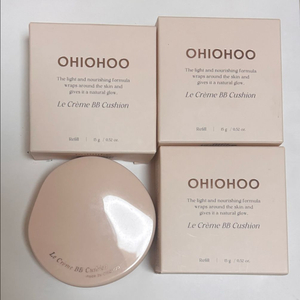 OHIOHOO
The light and nourishing formula
wraps around the skin and
gives it a natural glow.
Le Crème BB Cushion
Refill
OHIOHOO
The light and nourishing formula
wraps around the skin and
gives it a natural glow.
Le Crème BB Cushion
Refill
OHIOHOO
The light and nourishing formula
wraps around the skin and
gives it a natural glow.
Le Crème BB Cushion
Refill
Le Crème BB Cushion